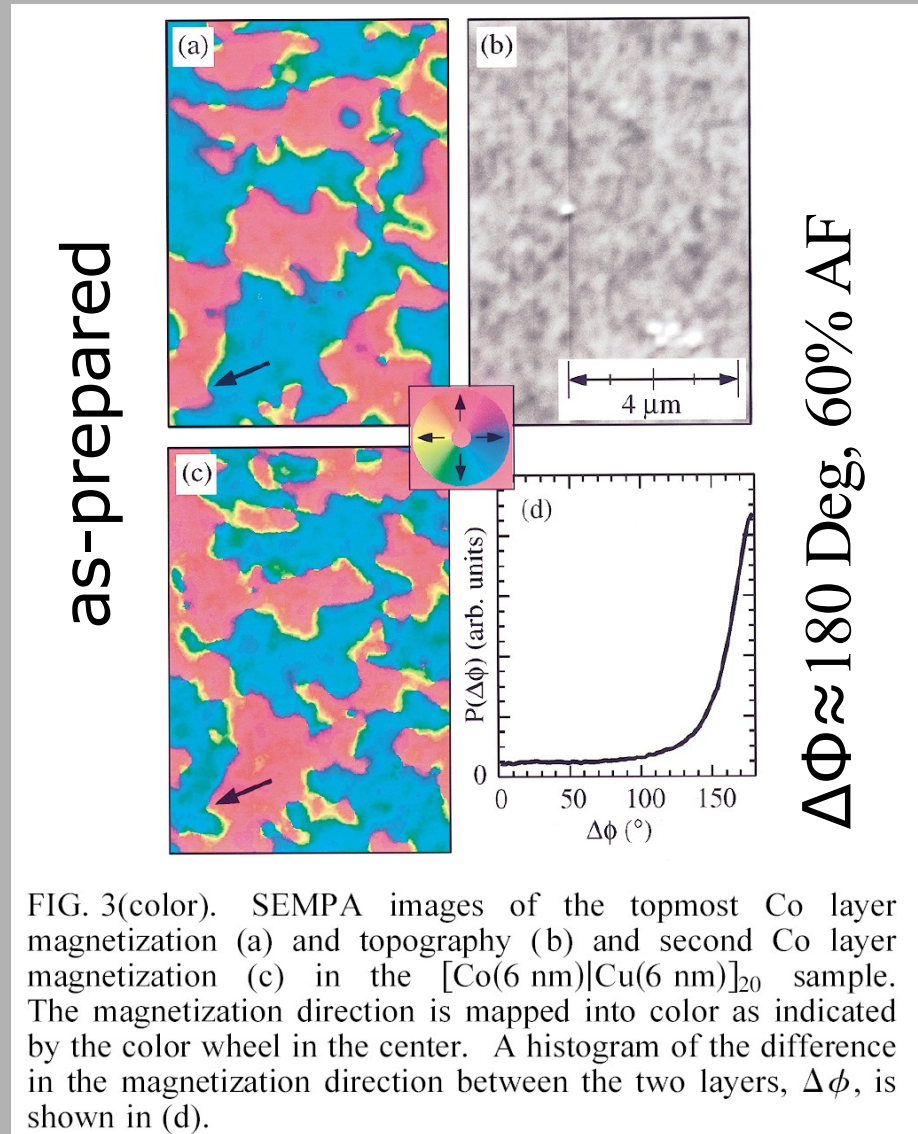 as-prepared
(a)
(b)
4 μm
(c)
(d)
P(Δϕ) (arb. units)
0
0 50 100 150
Δϕ (°)
ΔΦ≈180 Deg, 60% AF
FIG. 3(color). SEMPA images of the topmost Co layer
magnetization (a) and topography (b) and second Co layer
magnetization (c) in the [Co(6 nm)|Cu(6 nm)]₂₀ sample.
The magnetization direction is mapped into color as indicated
by the color wheel in the center. A histogram of the difference
in the magnetization direction between the two layers, Δϕ, is
shown in (d).